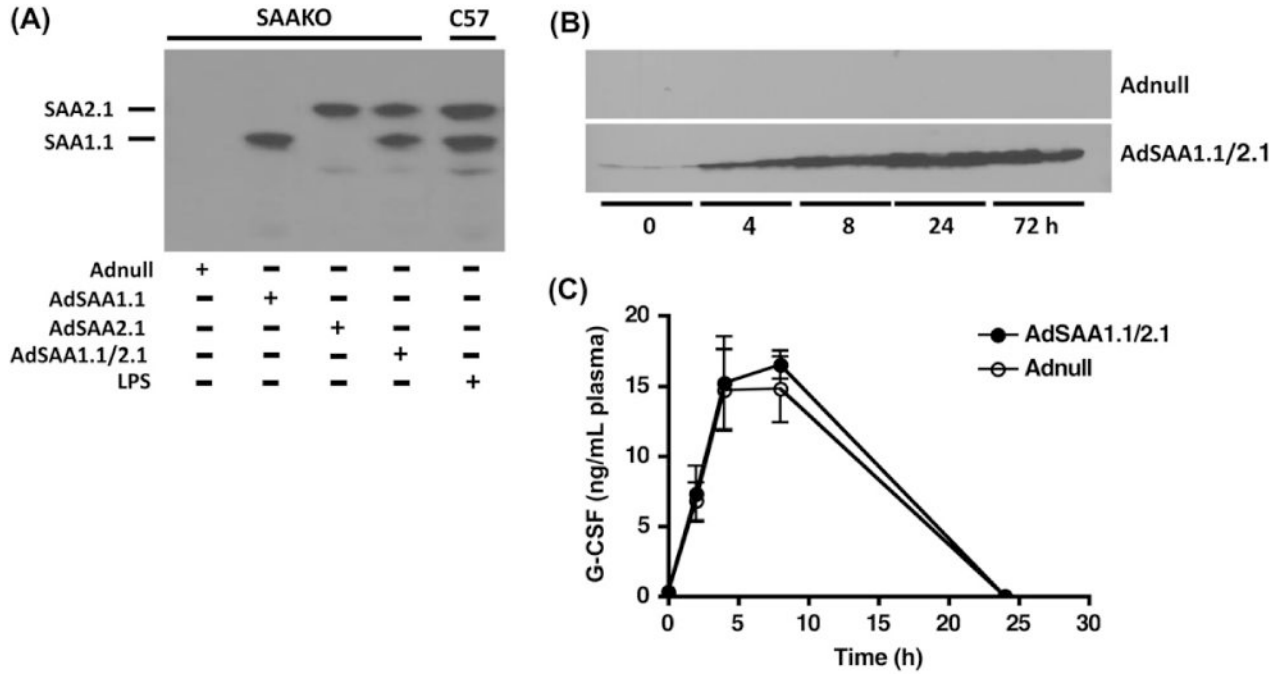 (A)
SAAKO C57
SAA2.1
SAA1.1
Adnull + - - - -
AdSAA1.1 - + - - -
AdSAA2.1 - - + - -
AdSAA1.1/2.1 - - - + -
LPS - - - - +
(B)
Adnull
AdSAA1.1/2.1
0 4 8 24 72 h
(C)
G-CSF (ng/mL plasma)
20
15
10
5
0
AdSAA1.1/2.1
Adnull
0 5 10 15 20 25 30
Time (h)